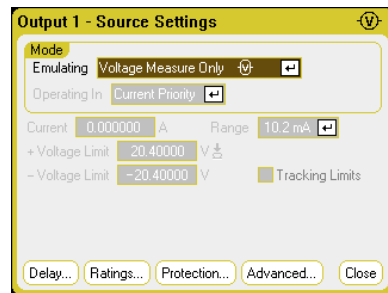 Output 1 - Source Settings
Mode
Emulating Voltage Measure Only V
Operating In Current Priority
Current 0.000000 A Range 10.2 mA
+ Voltage Limit 20.40000 V
- Voltage Limit -20.40000 V Tracking Limits
Delay... Ratings... Protection... Advanced... Close